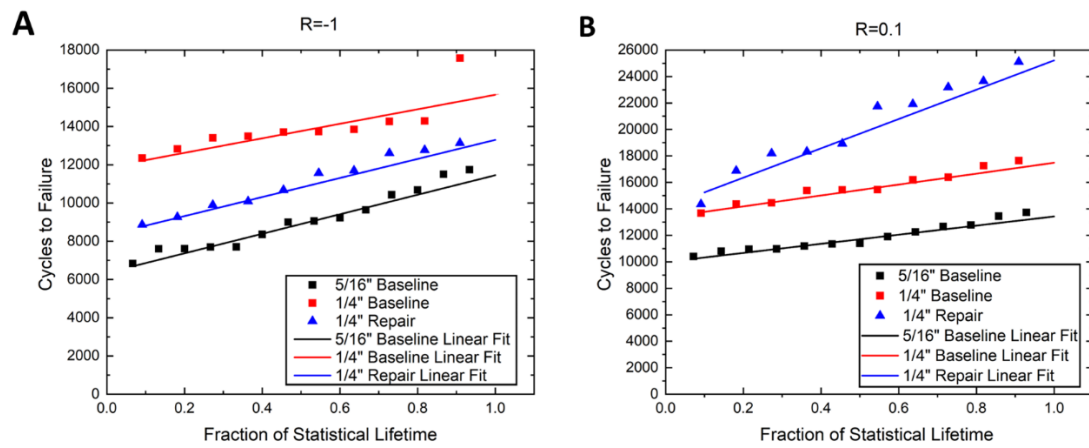 A
R=-1
18000
16000
14000
12000
10000
8000
6000
4000
2000
0
Cycles to Failure
0.0 0.2 0.4 0.6 0.8 1.0
Fraction of Statistical Lifetime
5/16" Baseline
1/4" Baseline
1/4" Repair
5/16" Baseline Linear Fit
1/4" Baseline Linear Fit
1/4" Repair Linear Fit
B
R=0.1
26000
24000
22000
20000
18000
16000
14000
12000
10000
8000
6000
4000
2000
0
Cycles to Failure
0.0 0.2 0.4 0.6 0.8 1.0
Fraction of Statistical Lifetime
5/16" Baseline
1/4" Baseline
1/4" Repair
5/16" Baseline Linear Fit
1/4" Baseline Linear Fit
1/4" Repair Linear Fit